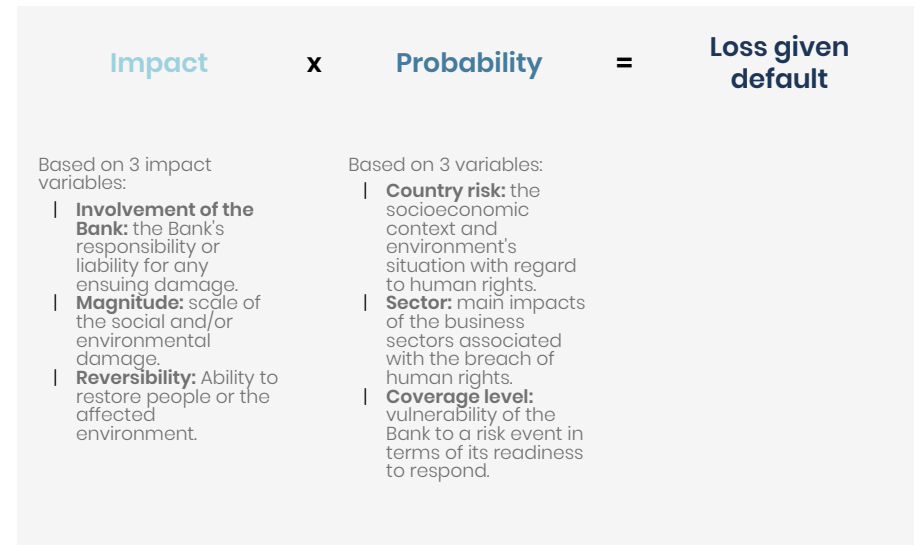 Impact x Probability = Loss given
default
Based on 3 impact
variables:
| Involvement of the
Bank: the Bank's
responsibility or
liability for any
ensuing damage.
| Magnitude: scale of
the social and/or
environmental
damage.
| Reversibility: Ability to
restore people or the
affected
environment.
Based on 3 variables:
| Country risk: the
socioeconomic
context and
environment's
situation with regard
to human rights.
| Sector: main impacts
of the business
sectors associated
with the breach of
human rights.
| Coverage level:
vulnerability of the
Bank to a risk event in
terms of its readiness
to respond.